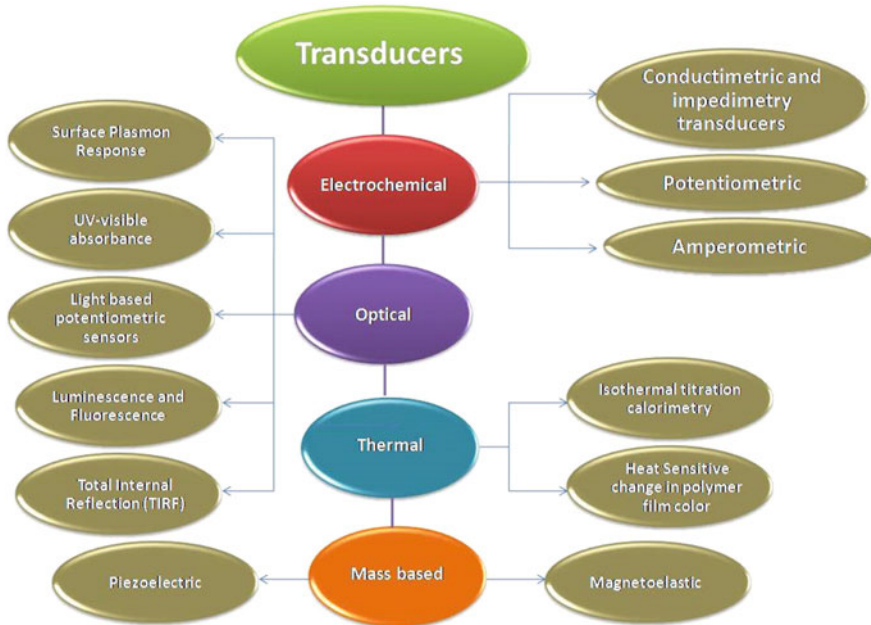 Transducers
Conductimetric and
impedimetry
transducers
Surface Plasmon
Response
Electrochemical
Potentiometric
UV-visible
absorbance
Amperometric
Light based
potentiometric
sensors
Optical
Luminescence and
Fluorescence
Isothermal titration
calorimetry
Thermal
Total Internal
Reflection (TIRF)
Heat Sensitive
change in polymer
film color
Piezoelectric
Mass based
Magnetoelastic